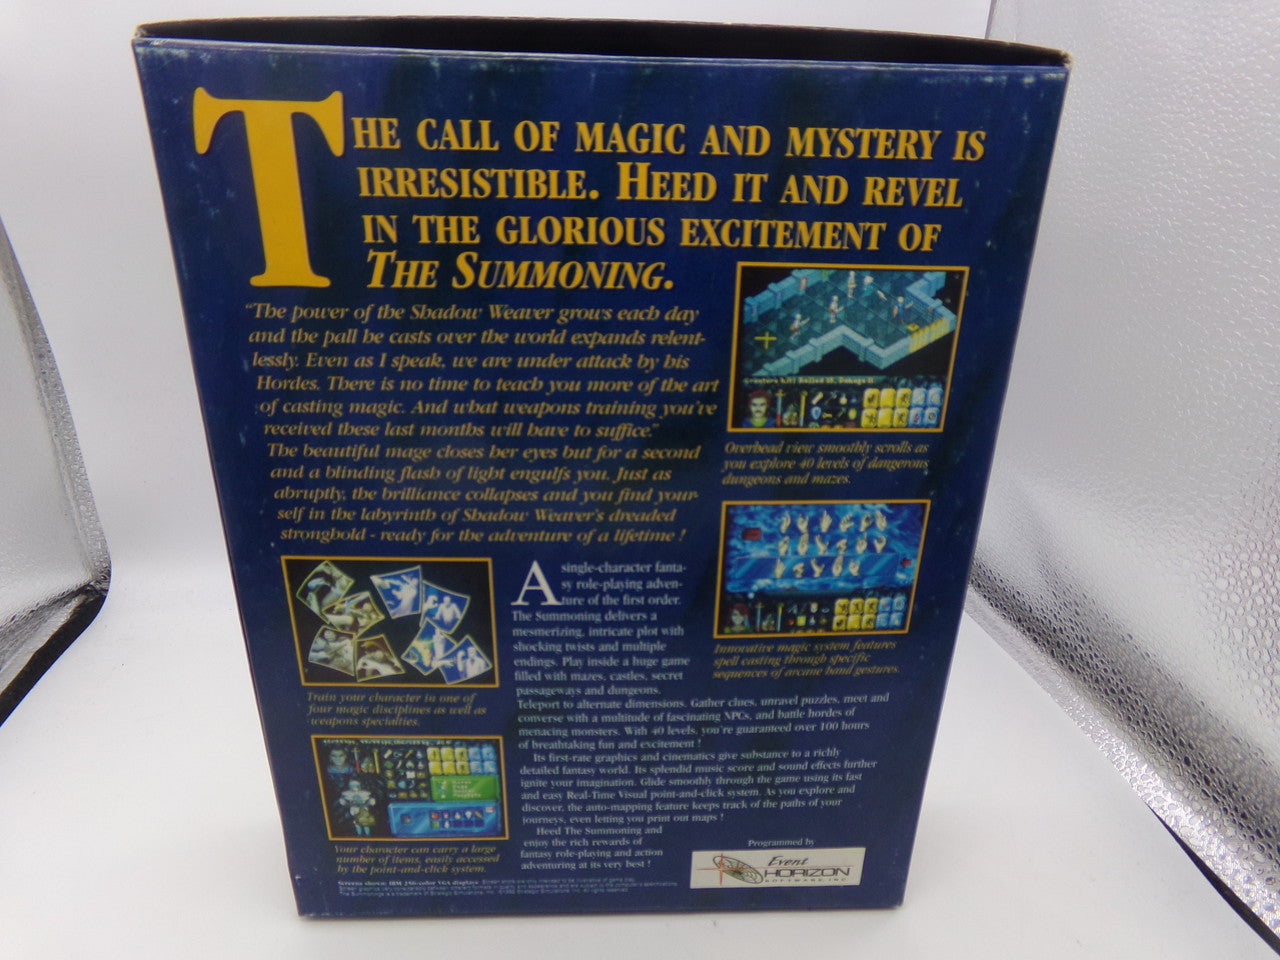 THE CALL OF MAGIC AND MYSTERY IS
IRRESISTIBLE. HEED IT AND REVEL
IN THE GLORIOUS EXCITEMENT OF
THE SUMMONING.
"The power of the Shadow Weaver grows each day
and the pall he casts over the world expands relent-
lessly. Even as I speak, we are under attack by his
Hordes. There is no time to teach you more of the art
of casting magic. And what weapons training you've
received these last months will have to suffice."
The beautiful mage closes her eyes but for a second
and a blinding flash of light engulfs you. Just as
abruptly, the brilliance collapses and you find your-
self in the labyrinth of Shadow Weaver's dreaded
stronghold - ready for the adventure of a lifetime !
Overhead view smoothly scrolls as
you explore 40 levels of dangerous
dungeons and mazes.
Innovative magic system features
spell casting through specific
sequences of arcane hand gestures.
Train your character in one of
four magic disciplines as well as
weapons specialties.
Your character can carry a large
number of items, easily accessed
by the point-and-click system.
A single-character fanta-
sy role-playing adven-
ture of the first order.
The Summoning delivers a
mesmerizing, intricate plot with
shocking twists and multiple
endings. Play inside a huge game
filled with mazes, castles, secret
passageways and dungeons.
Teleport to alternate dimensions. Gather clues, unravel puzzles, meet and
converse with a multitude of fascinating NPCs, and battle hordes of
menacing monsters. With 40 levels, you're guaranteed over 100 hours
of breathtaking fun and excitement !
Its first-rate graphics and cinematics give substance to a richly
detailed fantasy world. Its splendid music score and sound effects further
ignite your imagination. Glide smoothly through the game using its fast
and easy Real-Time Visual point-and-click system. As you explore and
discover, the auto-mapping feature keeps track of the paths of your
journeys, even letting you print out maps !
Heed The Summoning and
enjoy the rich rewards of
fantasy role-playing and action
adventuring at its very best !
Programmed by
Event
HORIZON
SOFTWARE, INC.
Screens shown: IBM 256-color VGA displays.